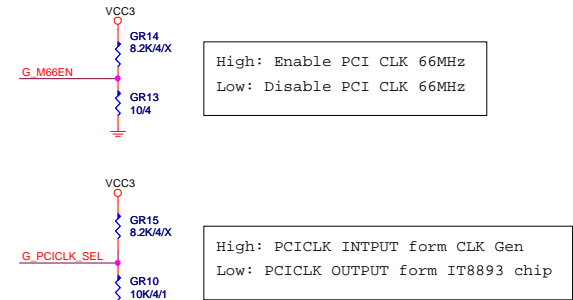 VCC3
GR14
8.2K/4/X
G_M66EN
GR13
10/4
High: Enable PCI CLK 66MHz
Low: Disable PCI CLK 66MHz
VCC3
GR15
8.2K/4/X
G_PCICLK_SEL
GR10
10K/4/1
High: PCICLK INTPUT form CLK Gen
Low: PCICLK OUTPUT form IT8893 chip